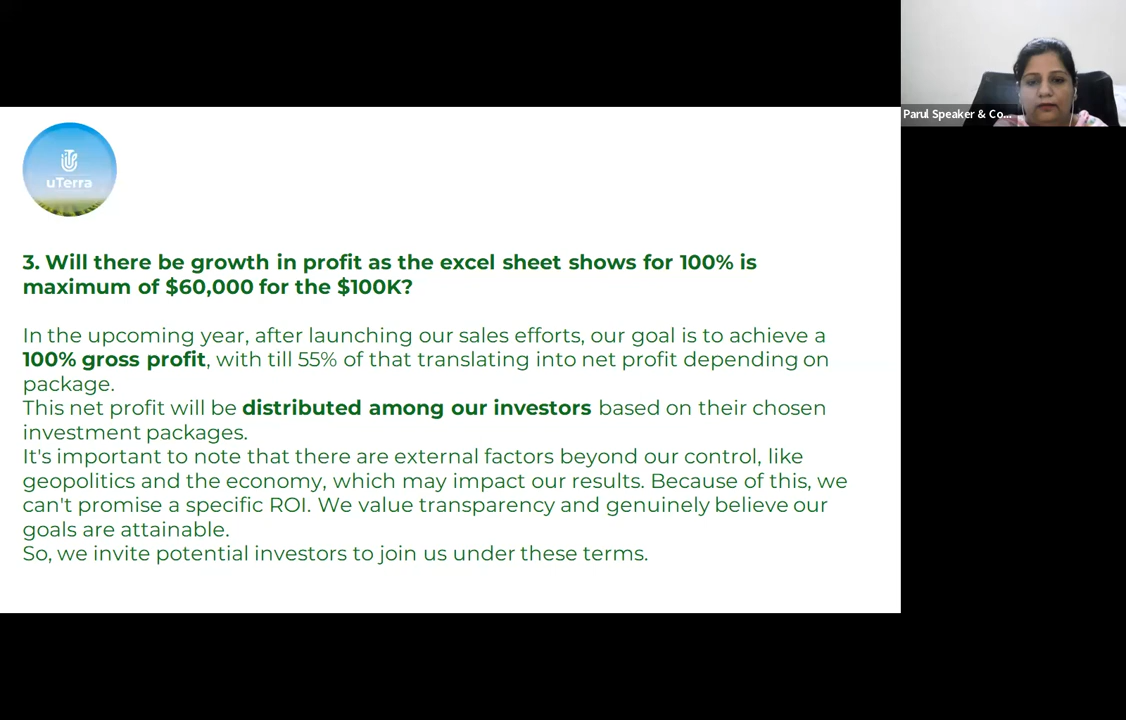 Parul Speaker & Co...
uTerra
3. Will there be growth in profit as the excel sheet shows for 100% is
maximum of $60,000 for the $100K?
In the upcoming year, after launching our sales efforts, our goal is to achieve a
100% gross profit, with till 55% of that translating into net profit depending on
package.
This net profit will be distributed among our investors based on their chosen
investment packages.
It's important to note that there are external factors beyond our control, like
geopolitics and the economy, which may impact our results. Because of this, we
can't promise a specific ROI. We value transparency and genuinely believe our
goals are attainable.
So, we invite potential investors to join us under these terms.